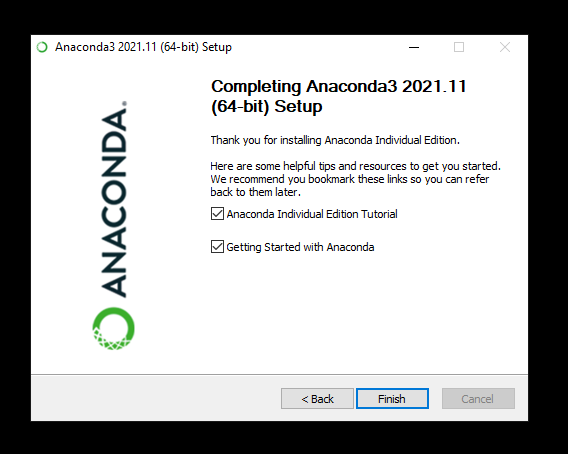 Anaconda3 2021.11 (64-bit) Setup
Completing Anaconda3 2021.11
(64-bit) Setup
Thank you for installing Anaconda Individual Edition.
Here are some helpful tips and resources to get you started.
We recommend you bookmark these links so you can refer
back to them later.
Anaconda Individual Edition Tutorial
Getting Started with Anaconda
ANACONDA.
< Back
Finish
Cancel